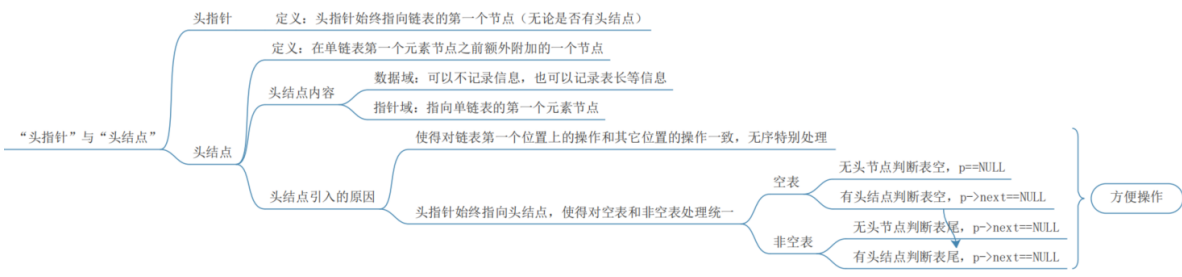 “头指针”与“头结点”
头指针
定义：头指针始终指向链表的第一个节点（无论是否有头结点）
头结点
定义：在单链表第一个元素节点之前额外附加的一个节点
头结点内容
数据域：可以不记录信息，也可以记录表长等信息
指针域：指向单链表的第一个元素节点
头结点引入的原因
使得对链表第一个位置上的操作和其它位置的操作一致，无序特别处理
头指针始终指向头结点，使得对空表和非空表处理统一
空表
无头节点判断表空，p==NULL
有头结点判断表空，p->next==NULL
非空表
无头节点判断表尾，p->next==NULL
有头结点判断表尾，p->next==NULL
方便操作